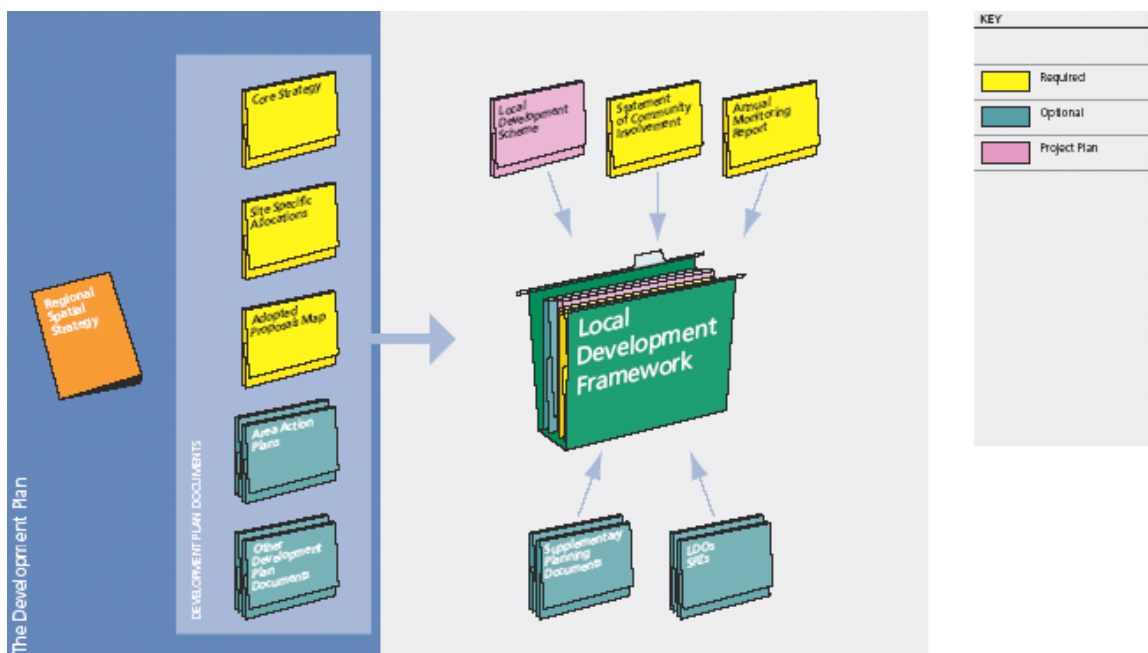 The Development Plan
Regional
Spatial
Strategy
DEVELOPMENT PLAN DOCUMENTS
Core Strategy
Site Specific
Allocations
Adopted
Proposals Map
Area Action
Plans
Other
Development
Plan
Documents
Local
Development
Scheme
Statement
of Community
Involvement
Annual
Monitoring
Report
Local
Development
Framework
Supplementary
Planning
Documents
LDOs
SPZs
KEY
Required
Optional
Project Plan